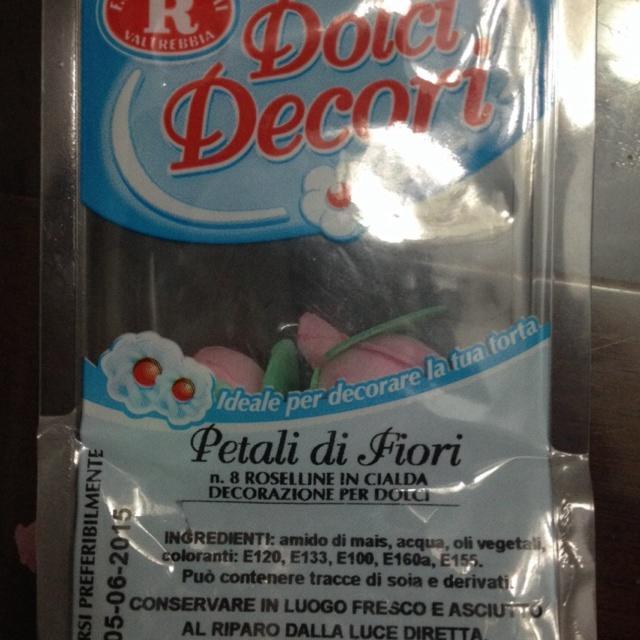 R
VALTREBBIA
Dolci
Decori
Ideale per decorare la tua torta
Petali di Fiori
n. 8 ROSELLINE IN CIALDA
DECORAZIONE PER DOLCI
INGREDIENTI: amido di mais, acqua, oli vegetali,
coloranti: E120, E133, E100, E160a, E155.
Può contenere tracce di soia e derivati.
CONSERVARE IN LUOGO FRESCO E ASCIUTTO
AL RIPARO DALLA LUCE DIRETTA
RSI PREFERIBILMENTE
05-06-2015